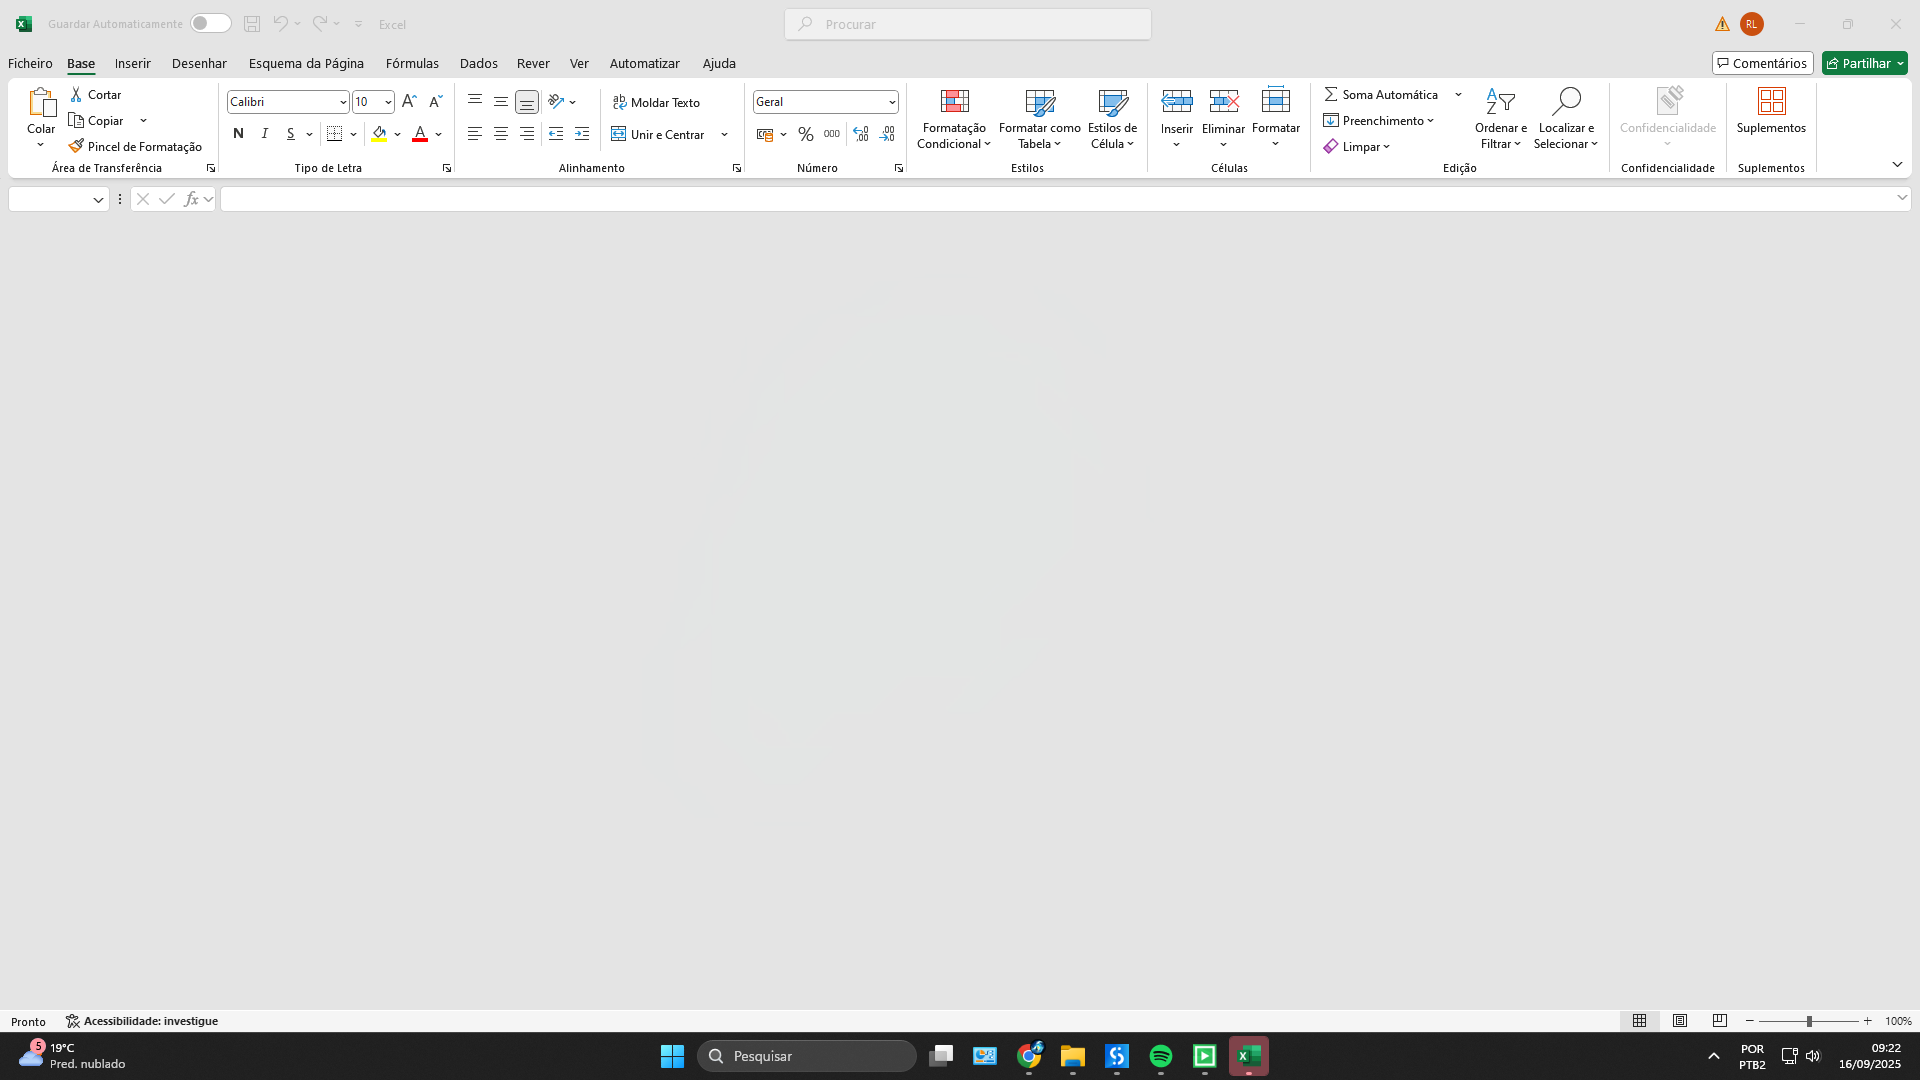 Guardar Automaticamente
Excel
Procurar
RL
Ficheiro Base Inserir Desenhar Esquema da Página Fórmulas Dados Rever Ver Automatizar Ajuda
Comentários
Partilhar
Colar
Cortar
Copiar
Pincel de Formatação
Área de Transferência
Calibri
10
N I S
Tipo de Letra
Moldar Texto
Unir e Centrar
Alinhamento
Geral
% 000
Número
Formatação
Condicional
Formatar como
Tabela
Estilos de
Célula
Estilos
Inserir
Eliminar
Formatar
Células
Soma Automática
Preenchimento
Limpar
Ordenar e
Filtrar
Localizar e
Selecionar
Edição
Confidencialidade
Confidencialidade
Suplementos
Suplementos
fx
Pronto
Acessibilidade: investigue
100%
5
19°C
Pred. nublado
Pesquisar
POR
PTB2
09:22
16/09/2025